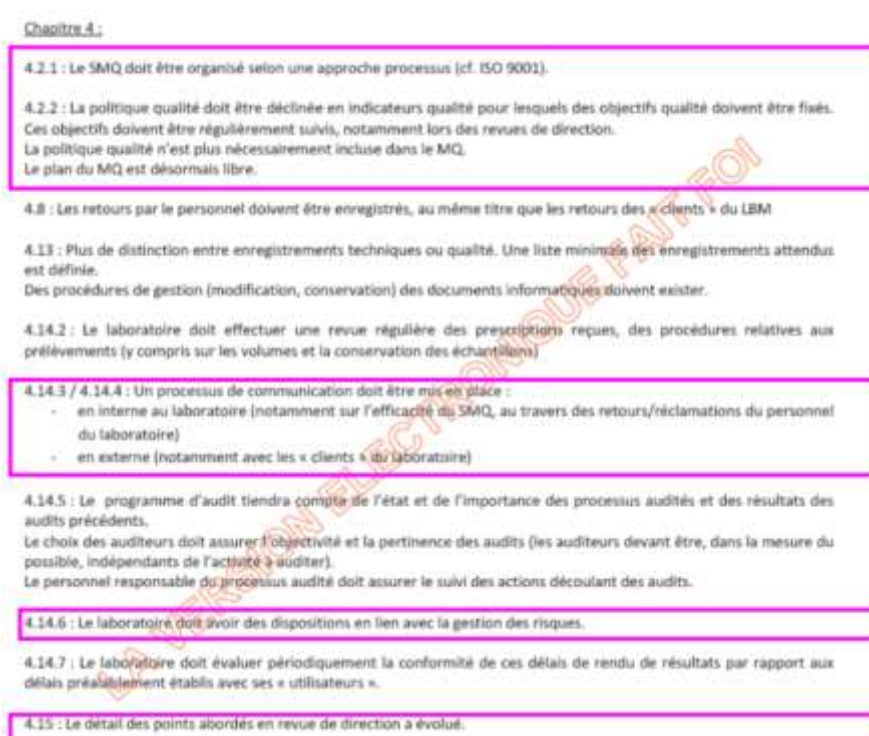 Chapitre 4 :
4.2.1 : Le SMQ doit être organisé selon une approche processus (cf. ISO 9001).
4.2.2 : La politique qualité doit être déclinée en indicateurs qualité pour lesquels des objectifs qualité doivent être fixés.
Ces objectifs doivent être régulièrement suivis, notamment lors des revues de direction.
La politique qualité n'est plus nécessairement incluse dans le MQ.
Le plan du MQ est désormais libre.
4.8 : Les retours par le personnel doivent être enregistrés, au même titre que les retours des « clients » du LBM
4.13 : Plus de distinction entre enregistrements techniques ou qualité. Une liste minimale des enregistrements attendus
est définie.
Des procédures de gestion (modification, conservation) des documents informatiques doivent exister.
4.14.2 : Le laboratoire doit effectuer une revue régulière des prescriptions reçues, des procédures relatives aux
prélèvements (y compris sur les volumes et la conservation des échantillons)
4.14.3 / 4.14.4 : Un processus de communication doit être mis en place :
- en interne au laboratoire (notamment sur l'efficacité du SMQ, au travers des retours/réclamations du personnel
du laboratoire)
- en externe (notamment avec les « clients » du laboratoire)
4.14.5 : Le programme d'audit tiendra compte de l'état et de l'importance des processus audités et des résultats des
audits précédents.
Le choix des auditeurs doit assurer l'objectivité et la pertinence des audits (les auditeurs devant être, dans la mesure du
possible, indépendants de l'activité à auditer).
Le personnel responsable du processus audité doit assurer le suivi des actions découlant des audits.
4.14.6 : Le laboratoire doit avoir des dispositions en lien avec la gestion des risques.
4.14.7 : Le laboratoire doit évaluer périodiquement la conformité de ces délais de rendu de résultats par rapport aux
délais préalablement établis avec ses « utilisateurs ».
4.15 : Le détail des points abordés en revue de direction a évolué.
LA VERSION ELECTRONIQUE FAIT FOI